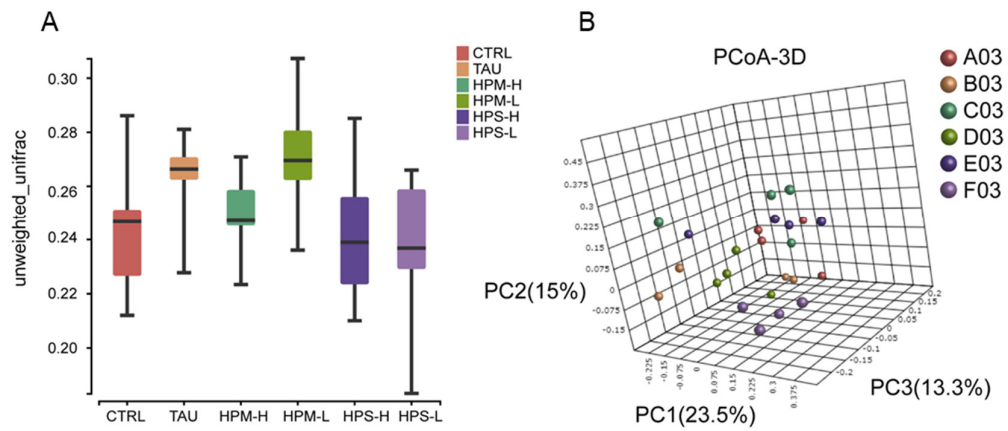 A
unweighted_unifrac
0.30
0.28
0.26
0.24
0.22
0.20
CTRL
TAU
HPM-H
HPM-L
HPS-H
HPS-L
CTRL
TAU
HPM-H
HPM-L
HPS-H
HPS-L
B
PCoA-3D
A03
B03
C03
D03
E03
F03
PC2(15%)
0.45
0.375
0.3
0.225
0.15
0.075
0
-0.075
-0.15
PC1(23.5%)
-0.225
-0.15
-0.075
0
0.075
0.15
0.225
0.3
0.375
PC3(13.3%)
0.2
0.15
0.1
0.05
0
-0.05
-0.1
-0.15
-0.2